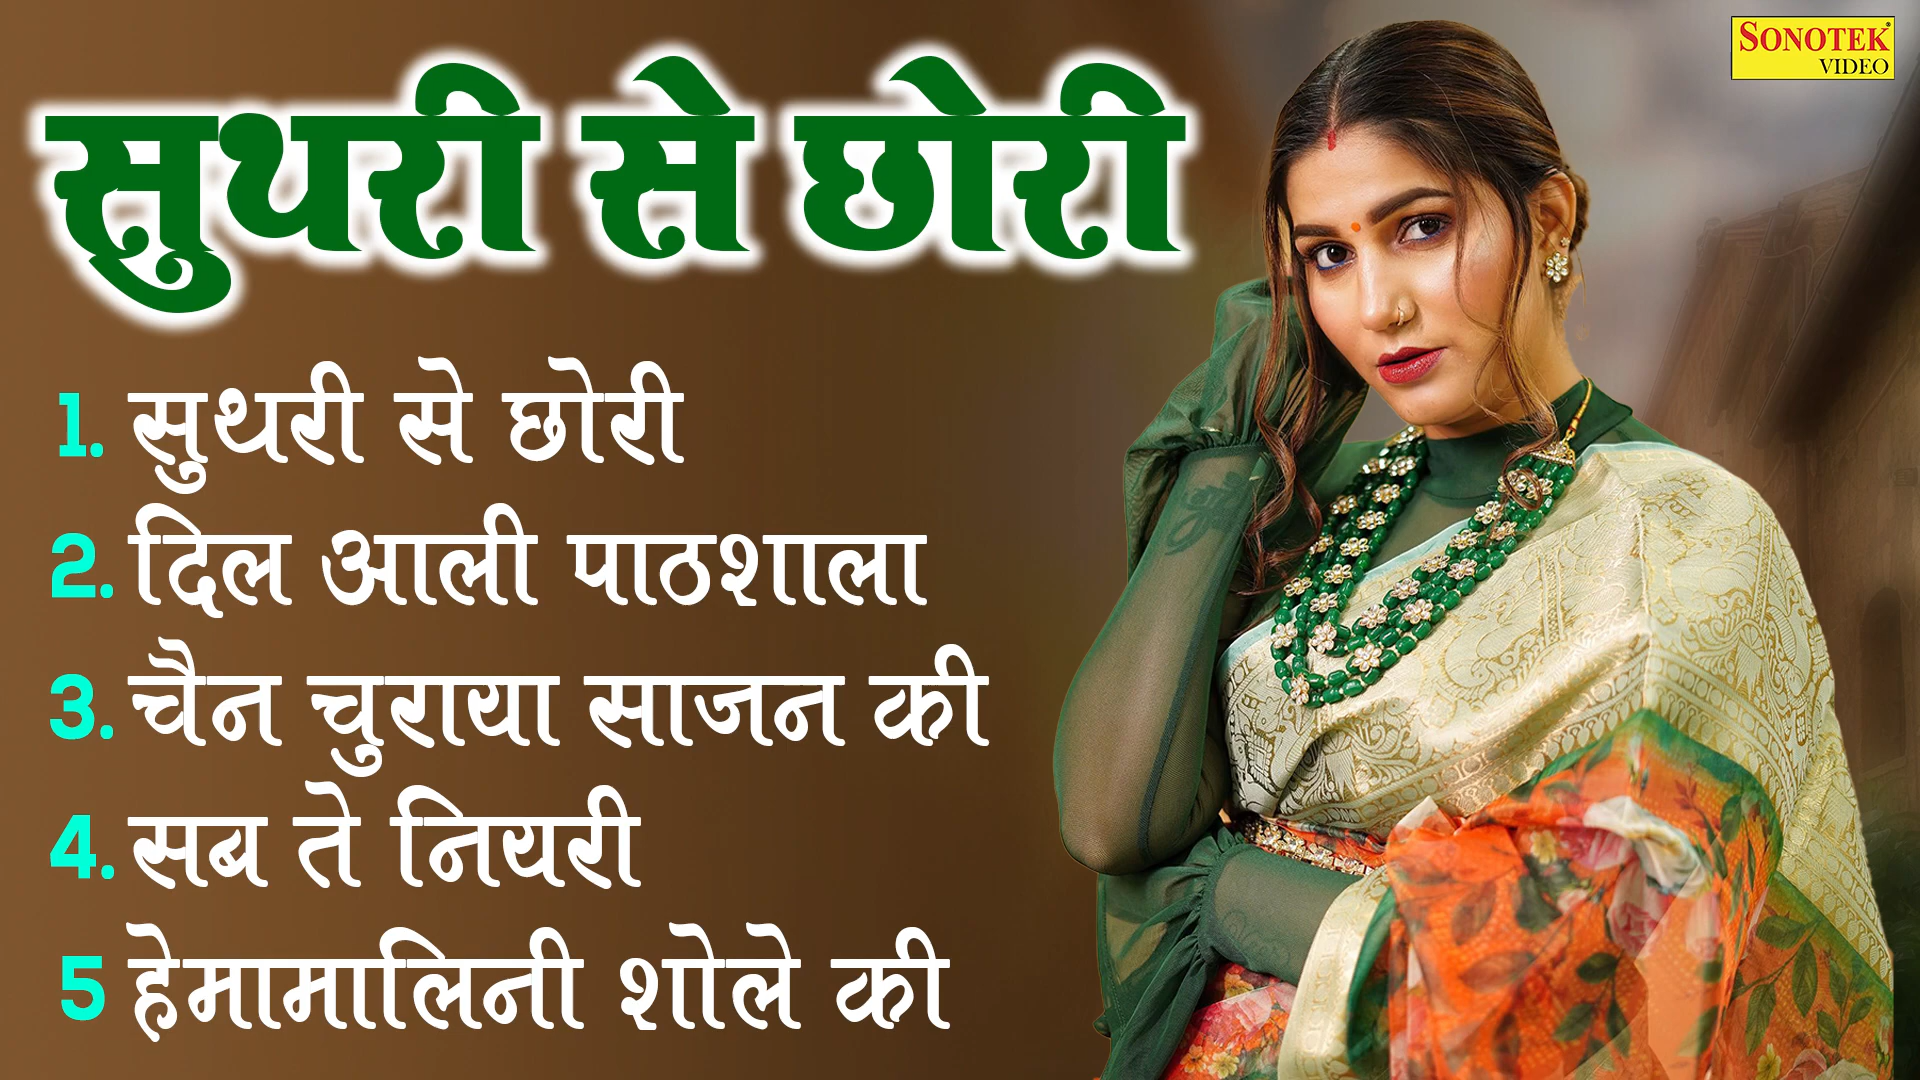 SONOTEK
VIDEO
सुथरी से छोरी
1. सुथरी से छोरी
2. दिल आली पाठशाला
3. चैन चुराया साजन की
4. सब ते नियरी
5 हेमामालिनी शोले की